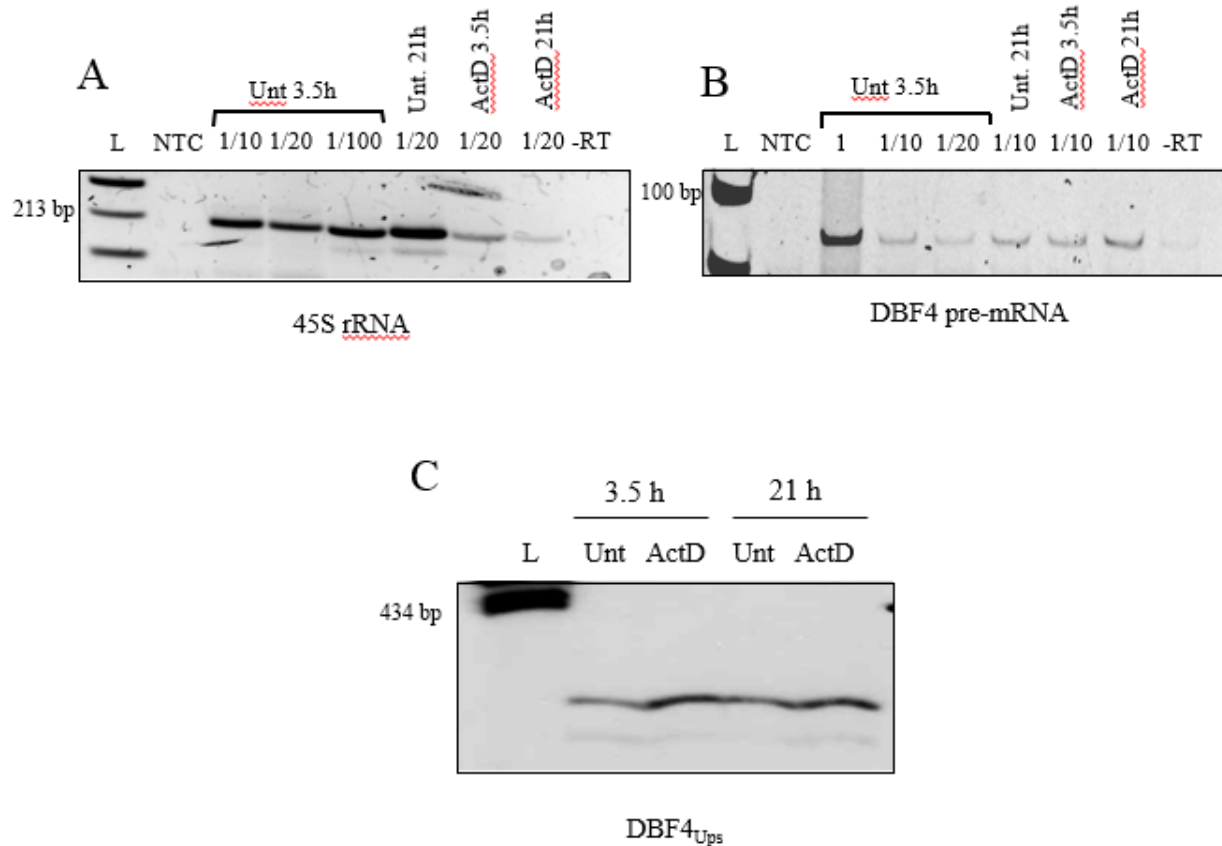 A
Unt 3.5h
Unt. 21h
ActD 3.5h
ActD 21h
L NTC 1/10 1/20 1/100 1/20 1/20 1/20 -RT
213 bp
45S rRNA
B
Unt 3.5h
Unt. 21h
ActD 3.5h
ActD 21h
L NTC 1 1/10 1/20 1/10 1/10 1/10 -RT
100 bp
DBF4 pre-mRNA
C
3.5 h 21 h
L Unt ActD Unt ActD
434 bp
DBF4Ups